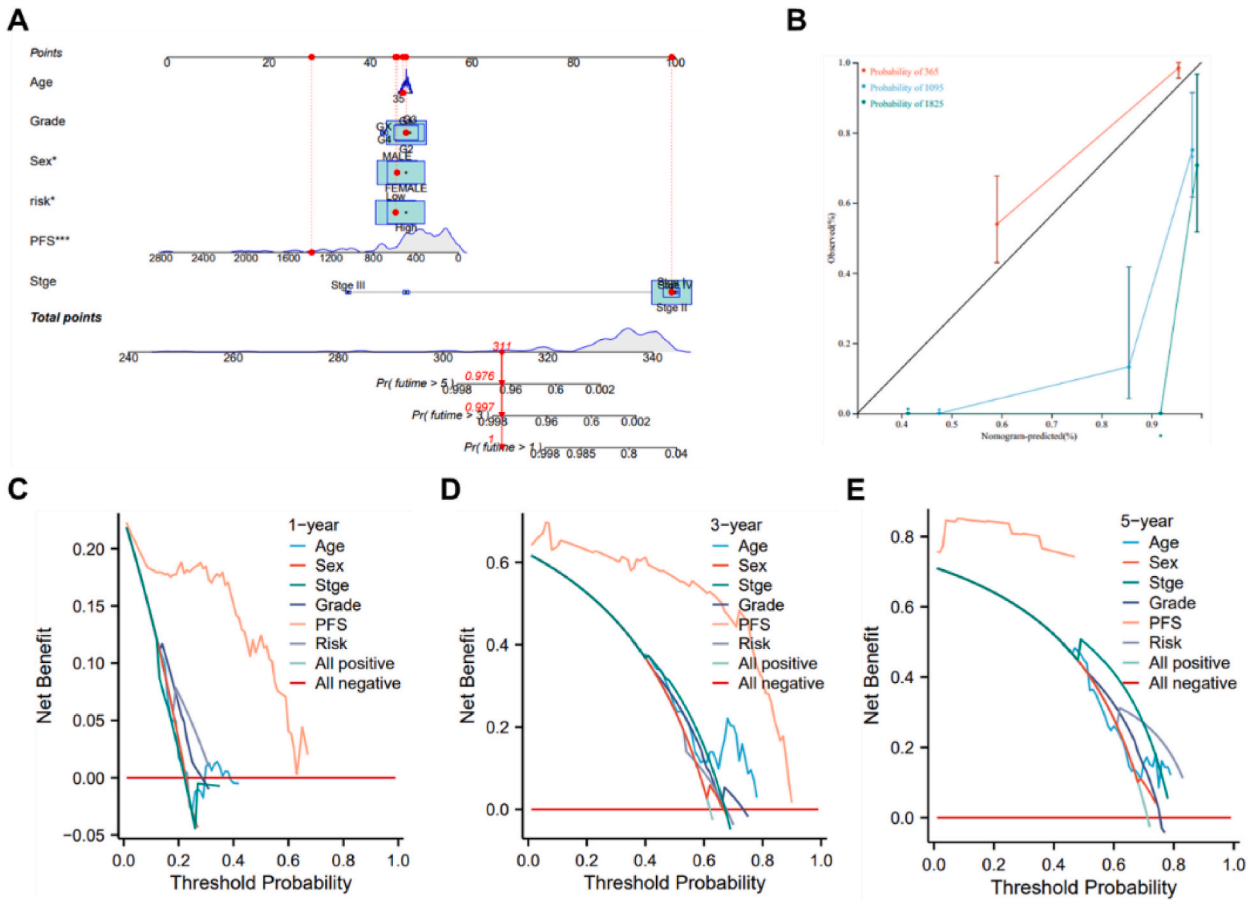 A
Points
0 20 40 60 80 100
Age
35
Grade
GX G3
G4
G2
Sex*
MALE
FEMALE
risk*
Low
High
PFS***
2800 2400 2000 1600 1200 800 400 0
Stge
Stge III
Stge IV
Stge II
Total points
240 260 280 300 320 340
311
0.976
Pr( futime > 5 )
0.998 0.96 0.6 0.002
0.997
Pr( futime > 3 )
0.998 0.96 0.6 0.002
1
Pr( futime > 1 )
0.998 0.985 0.8 0.04
B
Probability of 365
Probability of 1095
Probability of 1825
Observed(%)
1.0
0.8
0.6
0.4
0.2
0.0
0.4 0.5 0.6 0.7 0.8 0.9
Nomogram-predicted(%)
C
1−year
Age
Sex
Stge
Grade
PFS
Risk
All positive
All negative
Net Benefit
0.20
0.15
0.10
0.05
0.00
−0.05
0.0 0.2 0.4 0.6 0.8 1.0
Threshold Probability
D
3−year
Age
Sex
Stge
Grade
PFS
Risk
All positive
All negative
Net Benefit
0.6
0.4
0.2
0.0
0.0 0.2 0.4 0.6 0.8 1.0
Threshold Probability
E
5−year
Age
Sex
Stge
Grade
PFS
Risk
All positive
All negative
Net Benefit
0.8
0.6
0.4
0.2
0.0
0.0 0.2 0.4 0.6 0.8 1.0
Threshold Probability